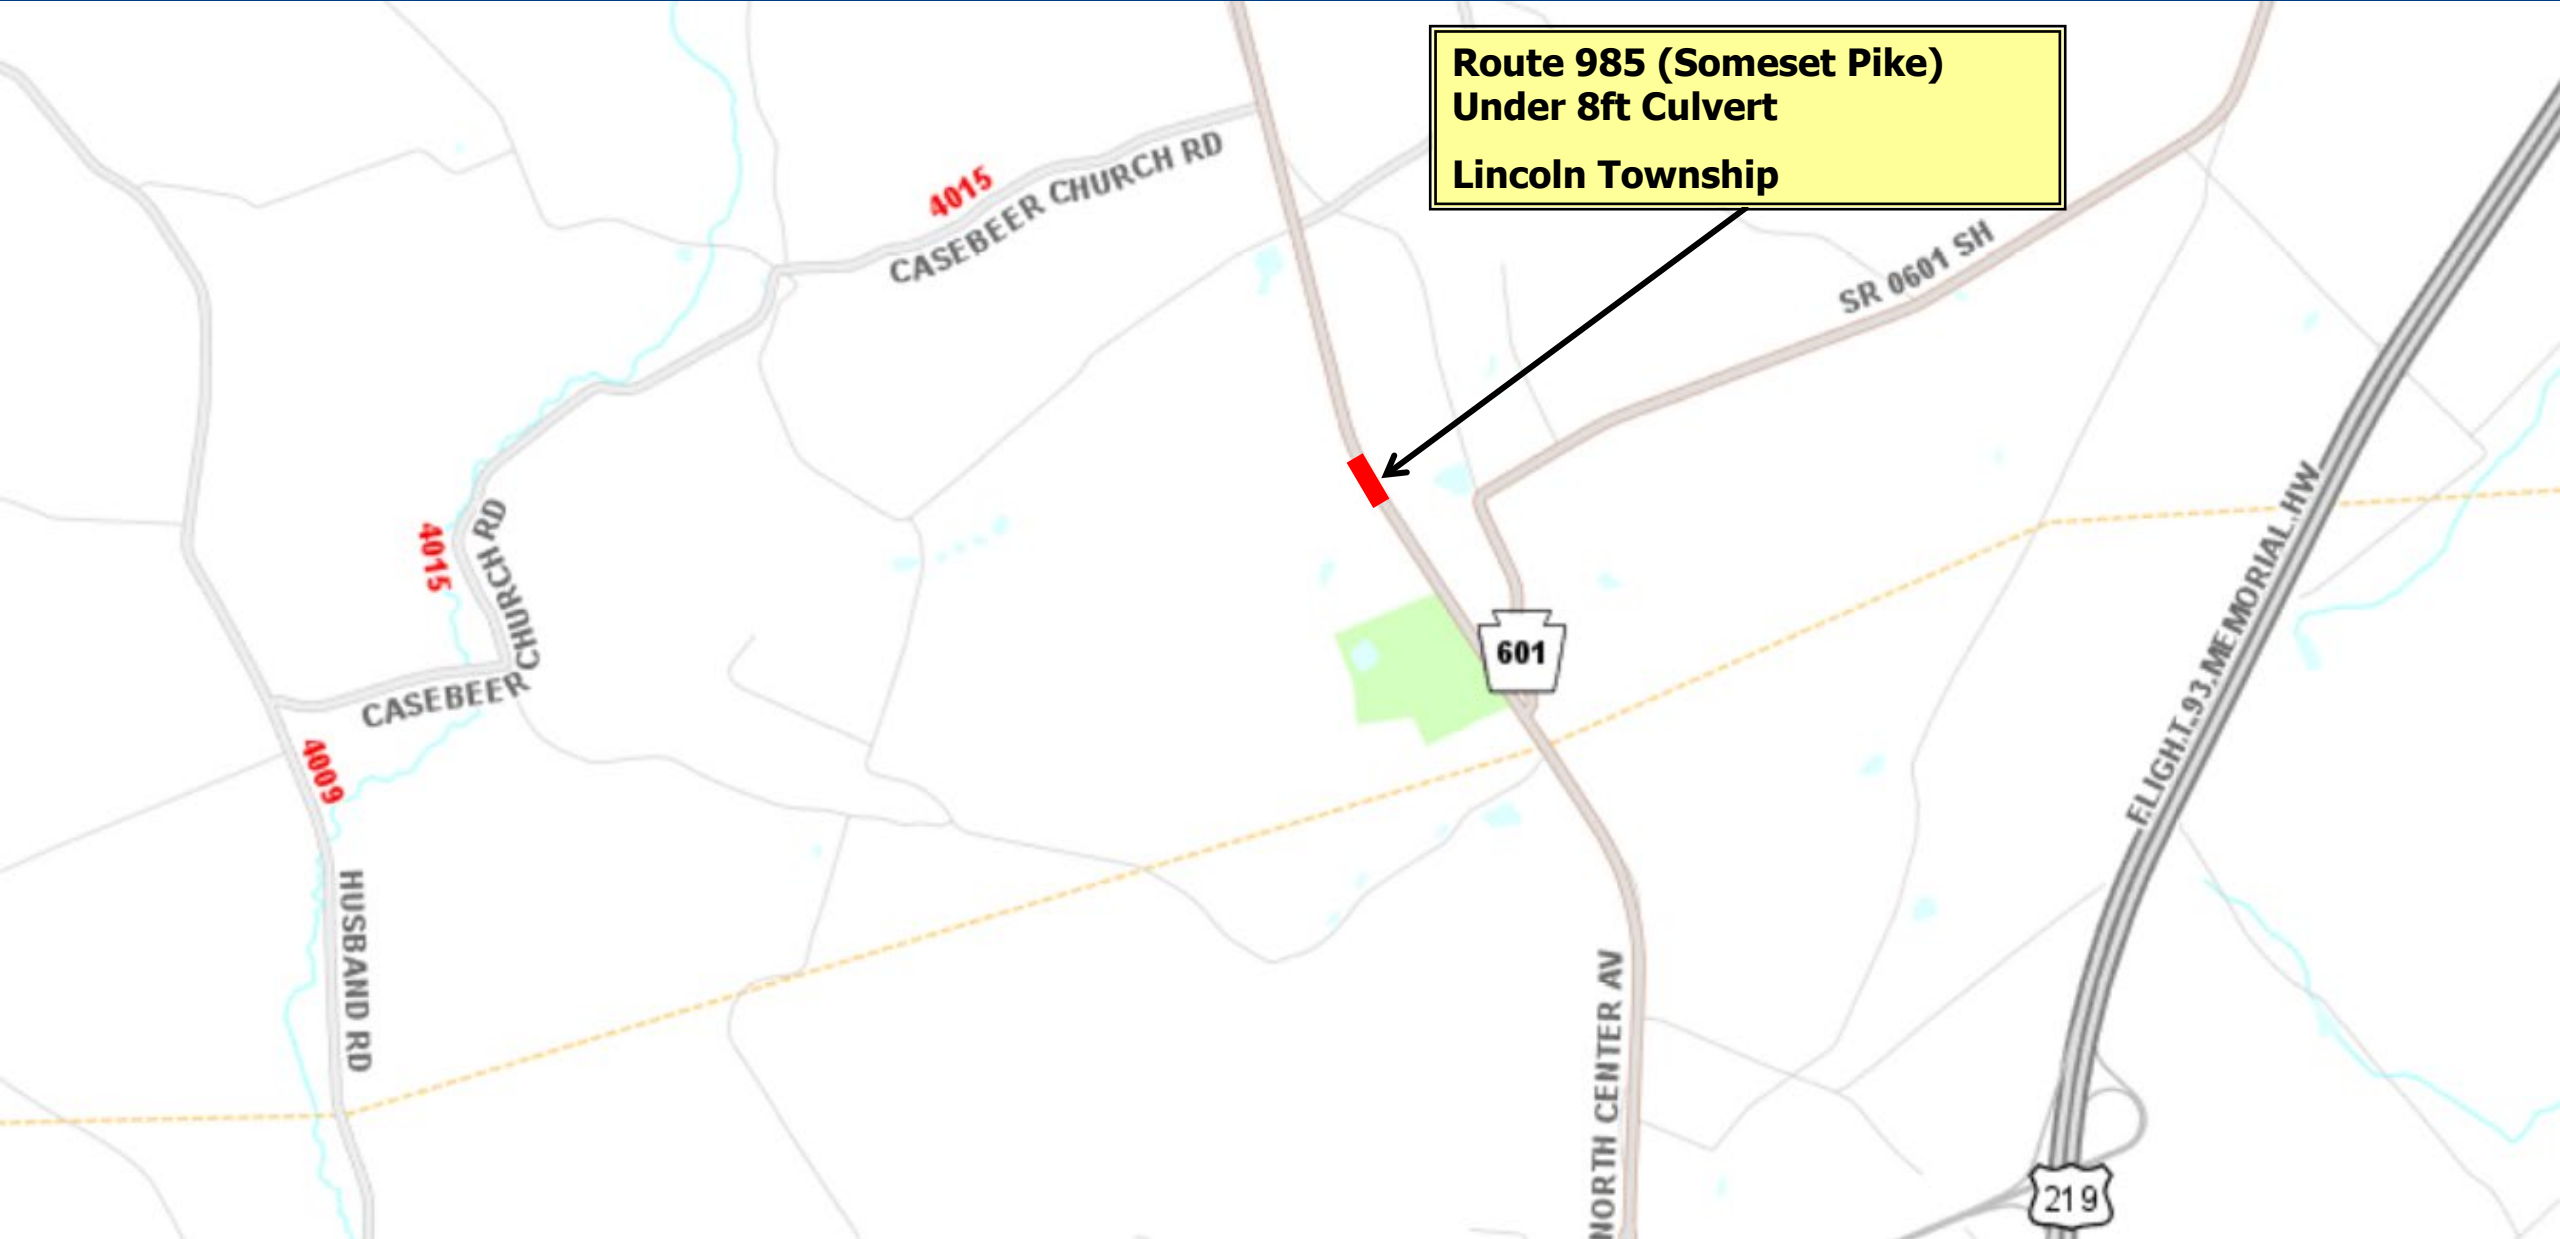 Route 985 (Someset Pike)
Under 8ft Culvert
Lincoln Township
4015
CASEBEER CHURCH RD
SR 0601 SH
4015
CASEBEER CHURCH RD
601
FLIGHT 93 MEMORIAL HW
4009
HUSBAND RD
NORTH CENTER AV
219